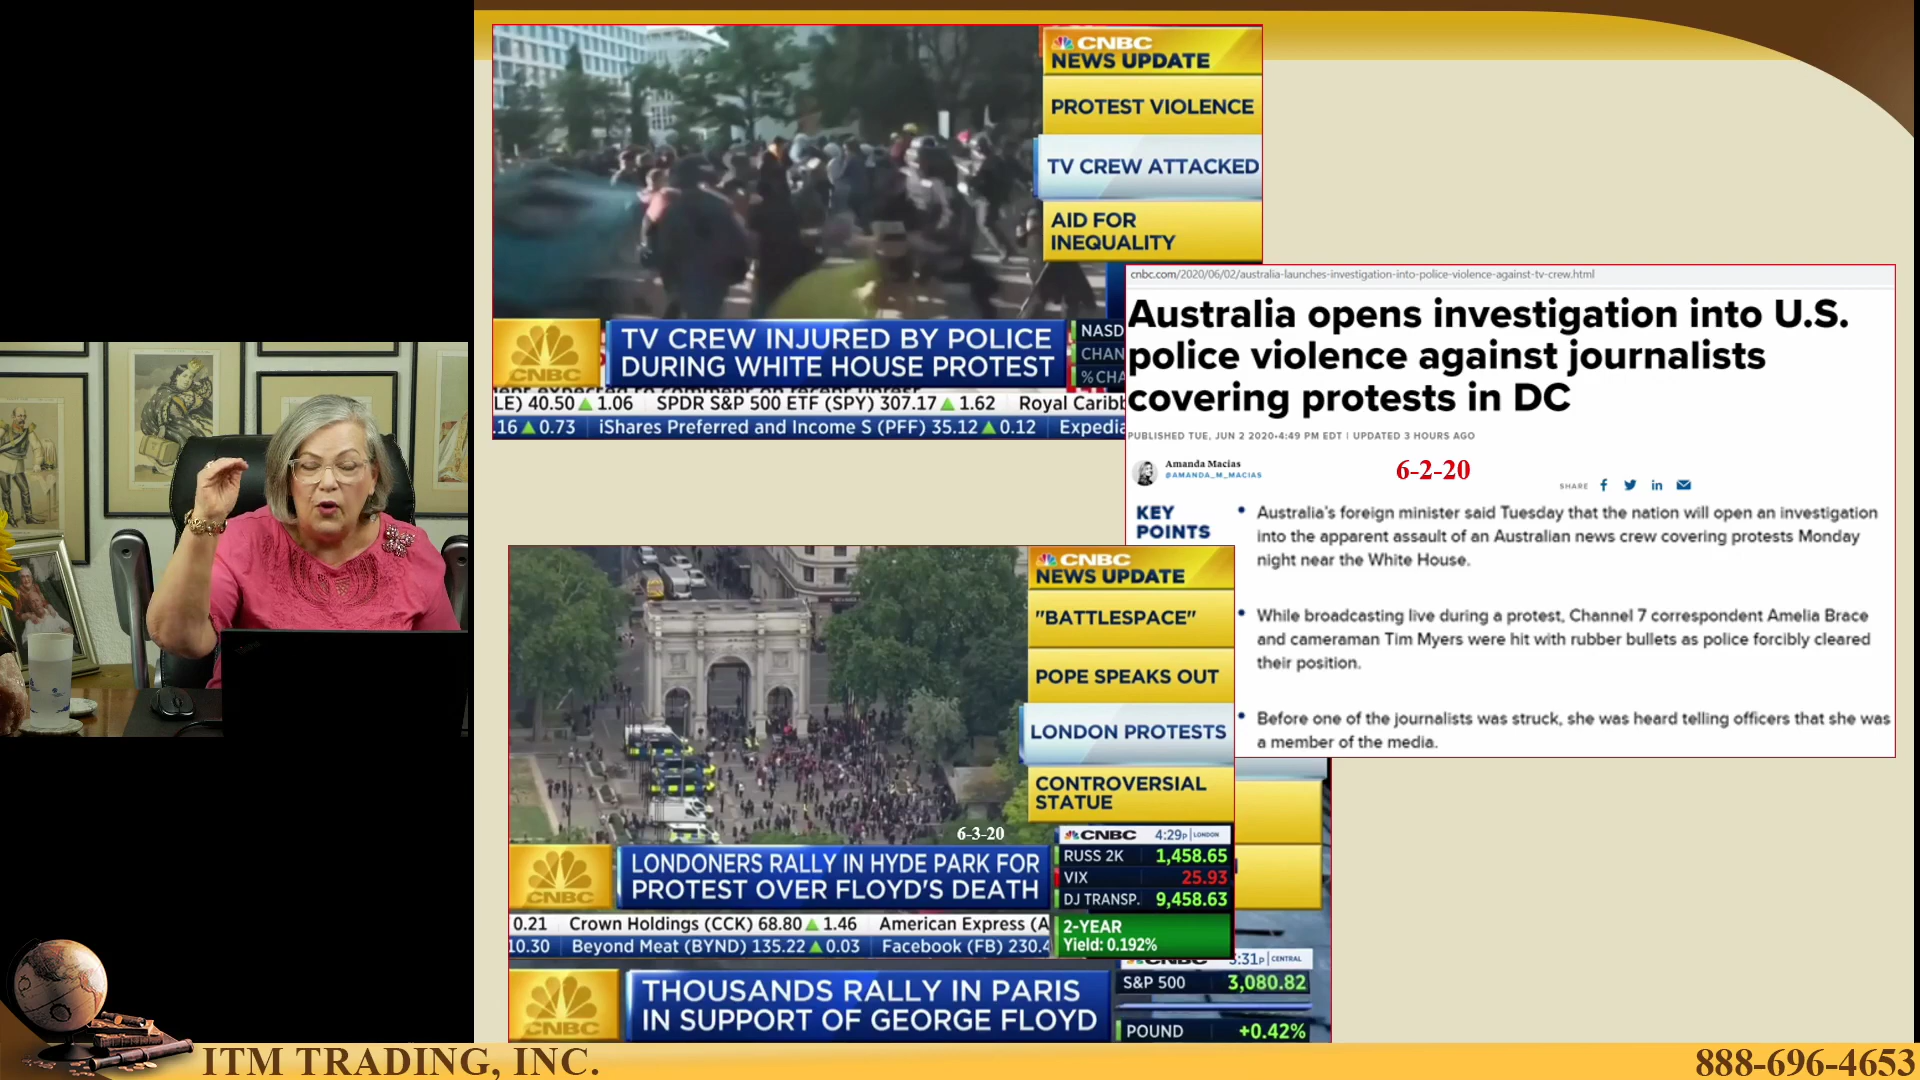 CNBC
NEWS UPDATE
PROTEST VIOLENCE
TV CREW ATTACKED
AID FOR
INEQUALITY
TV CREW INJURED BY POLICE
DURING WHITE HOUSE PROTEST
CNBC
NASD
CHAN
% CHA
LE) 40.50 ▲ 1.06 SPDR S&P 500 ETF (SPY) 307.17 ▲ 1.62 Royal Caribb
.16 ▲ 0.73 iShares Preferred and Income S (PFF) 35.12 ▲ 0.12 Expedia
cnbc.com/2020/06/02/australia-launches-investigation-into-police-violence-against-tv-crew.html
Australia opens investigation into U.S.
police violence against journalists
covering protests in DC
PUBLISHED TUE, JUN 2 2020•4:49 PM EDT | UPDATED 3 HOURS AGO
Amanda Macias
@AMANDA_M_MACIAS
6-2-20
SHARE
KEY
POINTS
• Australia's foreign minister said Tuesday that the nation will open an investigation
into the apparent assault of an Australian news crew covering protests Monday
night near the White House.
• While broadcasting live during a protest, Channel 7 correspondent Amelia Brace
and cameraman Tim Myers were hit with rubber bullets as police forcibly cleared
their position.
• Before one of the journalists was struck, she was heard telling officers that she was
a member of the media.
CNBC
NEWS UPDATE
"BATTLESPACE"
POPE SPEAKS OUT
LONDON PROTESTS
CONTROVERSIAL
STATUE
6-3-20
LONDONERS RALLY IN HYDE PARK FOR
PROTEST OVER FLOYD'S DEATH
CNBC
CNBC 4:29P | LONDON
RUSS 2K 1,458.65
VIX 25.93
DJ TRANSP. 9,458.63
2-YEAR
Yield: 0.192%
0.21 Crown Holdings (CCK) 68.80 ▲ 1.46 American Express (A
10.30 Beyond Meat (BYND) 135.22 ▲ 0.03 Facebook (FB) 230.4
THOUSANDS RALLY IN PARIS
IN SUPPORT OF GEORGE FLOYD
CNBC
:31P | CENTRAL
S&P 500 3,080.82
POUND +0.42%
ITM TRADING, INC.
888-696-4653